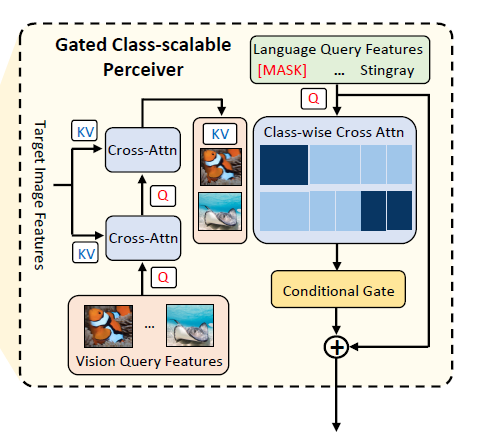 Gated Class-scalable
Perceiver
Language Query Features
[MASK] ... Stingray
Q
Target Image Features
KV
Cross-Attn
KV
Class-wise Cross Attn
Q
Cross-Attn
KV
Q
Conditional Gate
...
Vision Query Features
+